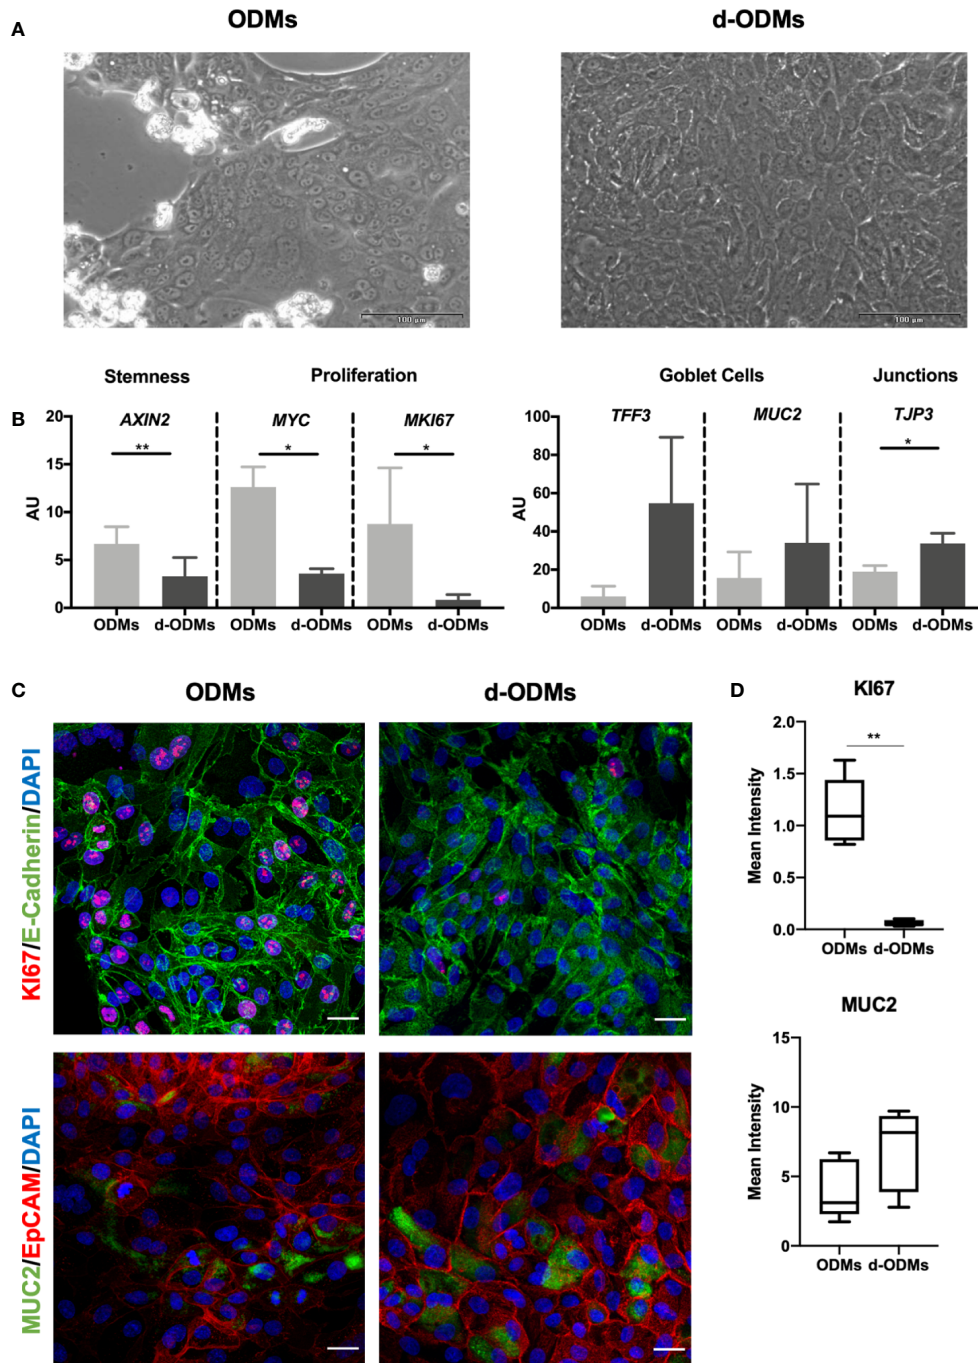 A
ODMs
d-ODMs
100 µm
100 µm
B
Stemness
Proliferation
Goblet Cells
Junctions
AXIN2
MYC
MKI67
TFF3
MUC2
TJP3
**
*
*
*
AU
20
15
10
5
0
AU
100
80
60
40
20
0
ODMs d-ODMs ODMs d-ODMs ODMs d-ODMs
ODMs d-ODMs ODMs d-ODMs ODMs d-ODMs
C
ODMs
d-ODMs
KI67/E-Cadherin/DAPI
MUC2/EpCAM/DAPI
D
KI67
**
Mean Intensity
2.0
1.5
1.0
0.5
0.0
ODMs d-ODMs
MUC2
Mean Intensity
15
10
5
0
ODMs d-ODMs